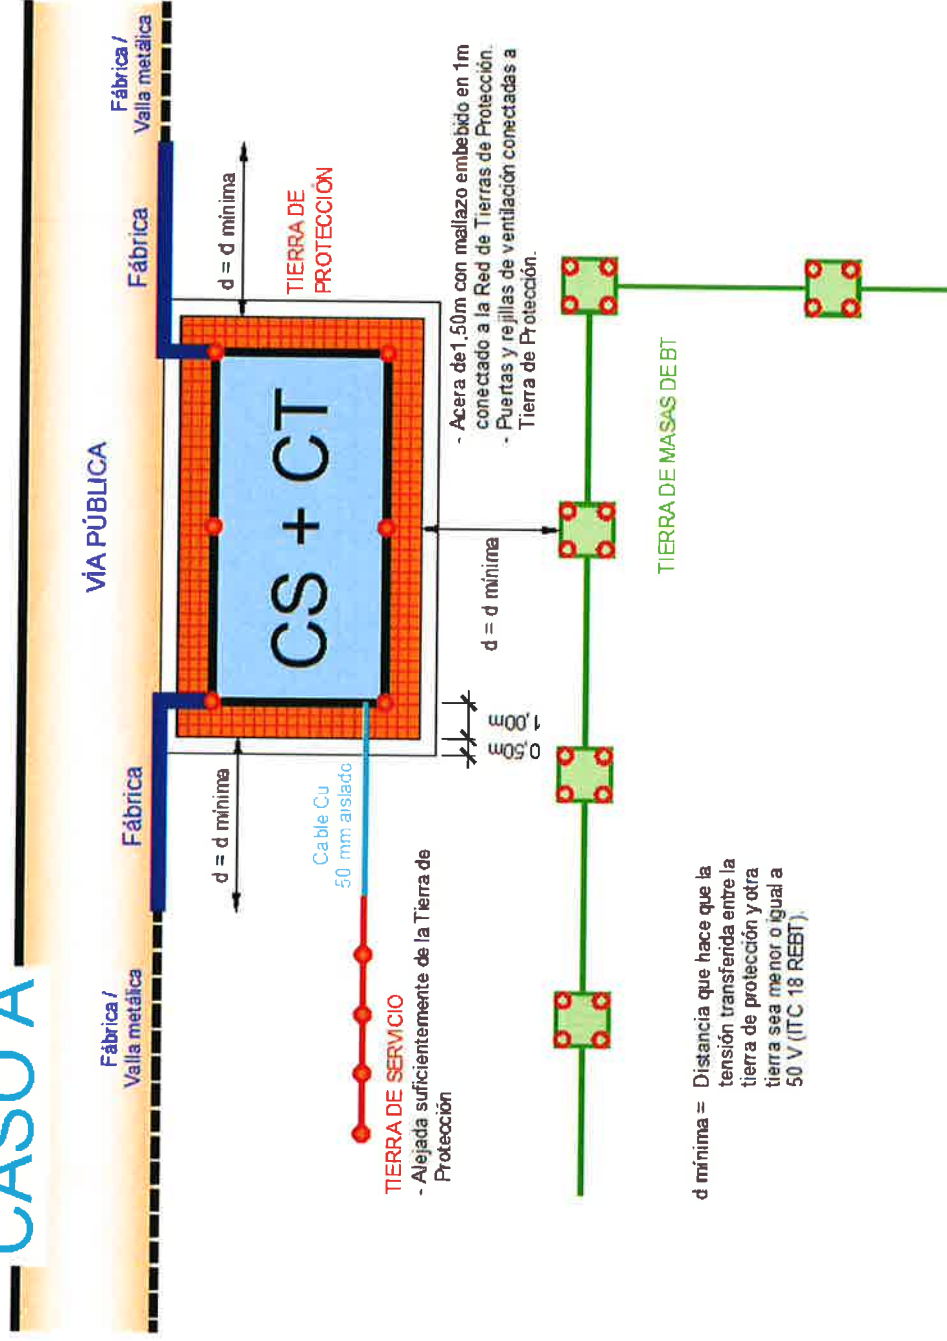 CASO A
VÍA PÚBLICA
Fábrica /
Valla metálica
Fábrica
Fábrica
Fábrica /
Valla metálica
d = d mínima
d = d mínima
TIERRA DE
PROTECCIÓN
CS + CT
Cable Cu
50 mm aislado
TIERRA DE SERVICIO
- Alejada suficientemente de la Tierra de
Protección
0,50m
1,00m
d = d mínima
- Acera de1,50m con mallazo embebido en 1m
conectado a la Red de Tierras de Protección.
- Puertas y rejillas de ventilación conectadas a
Tierra de Protección.
TIERRA DE MASAS DE BT
d mínima = Distancia que hace que la
tensión transferida entre la
tierra de protección y otra
tierra sea menor o igual a
50 V (ITC 18 REBT).